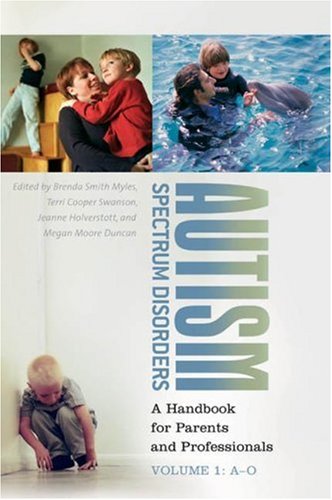 Edited by Brenda Smith Myles,
Terri Cooper Swanson,
Jeanne Holverstott, and
Megan Moore Duncan
AUTISM
SPECTRUM DISORDERS
A Handbook
for Parents
and Professionals
VOLUME 1: A–O